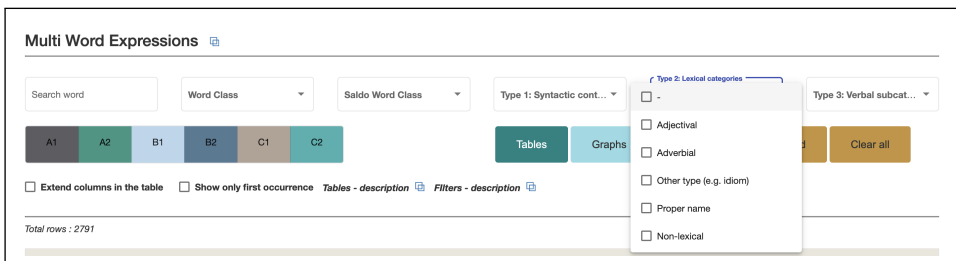 Multi Word Expressions
Type 2: Lexical categories
Search word
Word Class
Saldo Word Class
Type 1: Syntactic cont...
-
Type 3: Verbal subcat...
Adjectival
A1
A2
B1
B2
C1
C2
Tables
Graphs
d
Clear all
Adverbial
Other type (e.g. idiom)
Proper name
Non-lexical
Extend columns in the table
Show only first occurrence
Tables - description
Filters - description
Total rows : 2791